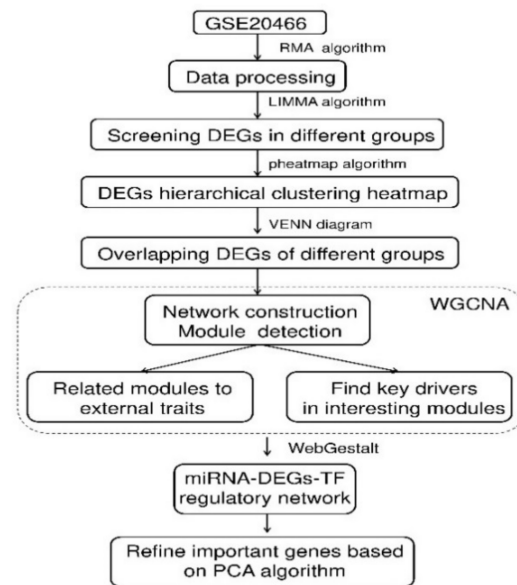 GSE20466
RMA algorithm
Data processing
LIMMA algorithm
Screening DEGs in different groups
pheatmap algorithm
DEGs hierarchical clustering heatmap
VENN diagram
Overlapping DEGs of different groups
WGCNA
Network construction
Module detection
Related modules to
external traits
Find key drivers
in interesting modules
WebGestalt
miRNA-DEGs-TF
regulatory network
Refine important genes based
on PCA algorithm